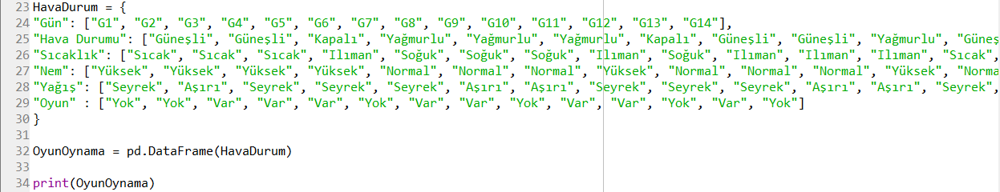 23 HavaDurum = {
24 "Gün": ["G1", "G2", "G3", "G4", "G5", "G6", "G7", "G8", "G9", "G10", "G11", "G12", "G13", "G14"],
25 "Hava Durumu": ["Güneşli", "Güneşli", "Kapalı", "Yağmurlu", "Yağmurlu", "Yağmurlu", "Kapalı", "Güneşli", "Güneşli", "Yağmurlu", "Güneş
26 "Sıcaklık": ["Sıcak", "Sıcak", "Sıcak", "Ilıman", "Soğuk", "Soğuk", "Soğuk", "Ilıman", "Soğuk", "Ilıman", "Ilıman", "Ilıman", "Sıcak",
27 "Nem": ["Yüksek", "Yüksek", "Yüksek", "Yüksek", "Normal", "Normal", "Normal", "Yüksek", "Normal", "Normal", "Normal", "Yüksek", "Norma
28 "Yağış": ["Seyrek", "Aşırı", "Seyrek", "Seyrek", "Seyrek", "Aşırı", "Aşırı", "Seyrek", "Seyrek", "Seyrek", "Aşırı", "Aşırı", "Seyrek",
29 "Oyun" : ["Yok", "Yok", "Var", "Var", "Var", "Yok", "Var", "Var", "Yok", "Var", "Var", "Yok", "Var", "Yok"]
30 }
31
32 OyunOynama = pd.DataFrame(HavaDurum)
33
34 print(OyunOynama)